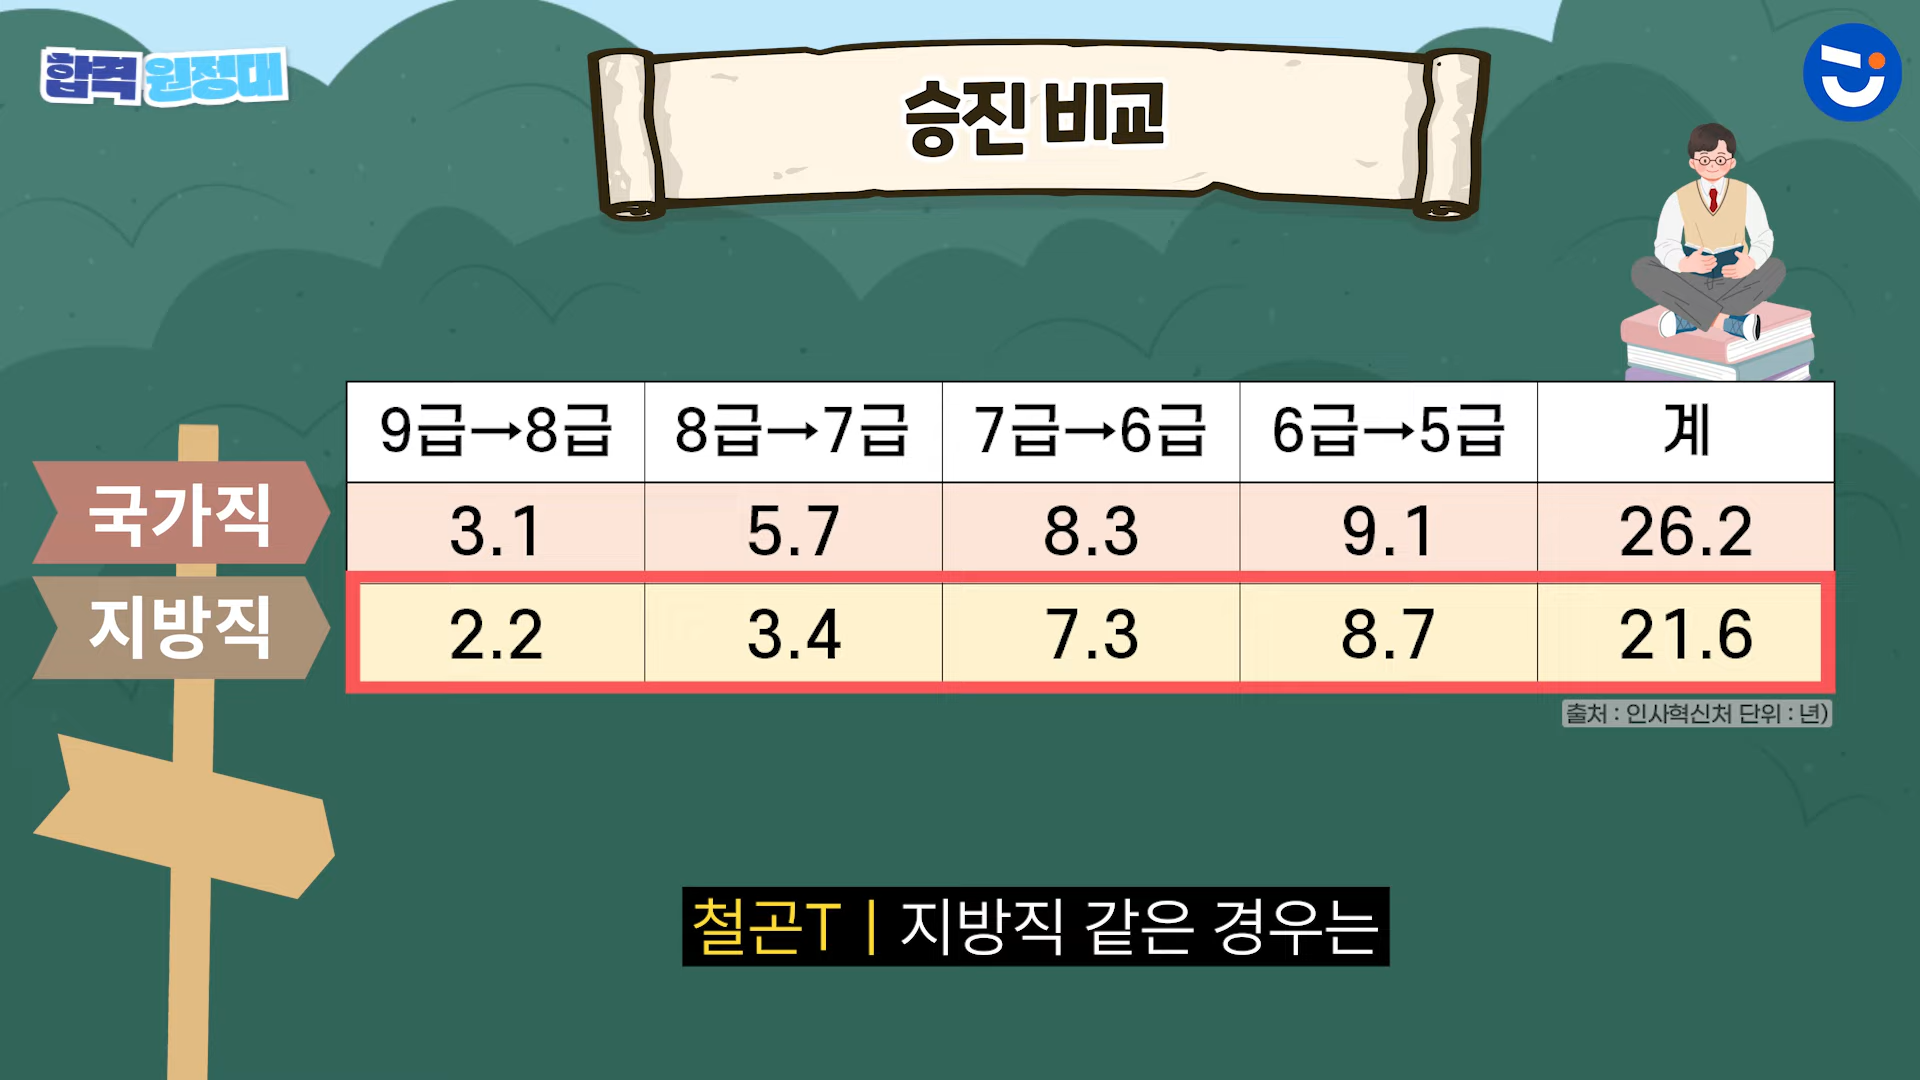 합격 원정대
승진 비교
9급→8급 8급→7급 7급→6급 6급→5급 계
국가직 3.1 5.7 8.3 9.1 26.2
지방직 2.2 3.4 7.3 8.7 21.6
출처 : 인사혁신처 단위 : 년)
철곤T | 지방직 같은 경우는